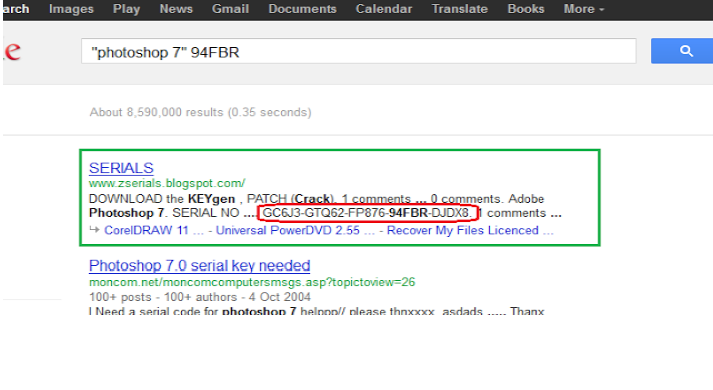 arch Images Play News Gmail Documents Calendar Translate Books More
e "photoshop 7" 94FBR
About 8,590,000 results (0.35 seconds)
SERIALS
www.zserials.blogspot.com/
DOWNLOAD the KEYgen , PATCH (Crack). 1 comments ... 0 comments. Adobe
Photoshop 7. SERIAL NO .... GC6J3-GTQ62-FP876-94FBR-DJDX8. 1 comments ...
CorelDRAW 11 ... - Universal PowerDVD 2.55 ... - Recover My Files Licenced ...
Photoshop 7.0 serial key needed
moncom.net/moncomcomputersmsgs.asp?topictoview=26
100+ posts - 100+ authors - 4 Oct 2004
I Need a serial code for photoshop 7 helppp// please thnxxxx. asdads ..... Thanx